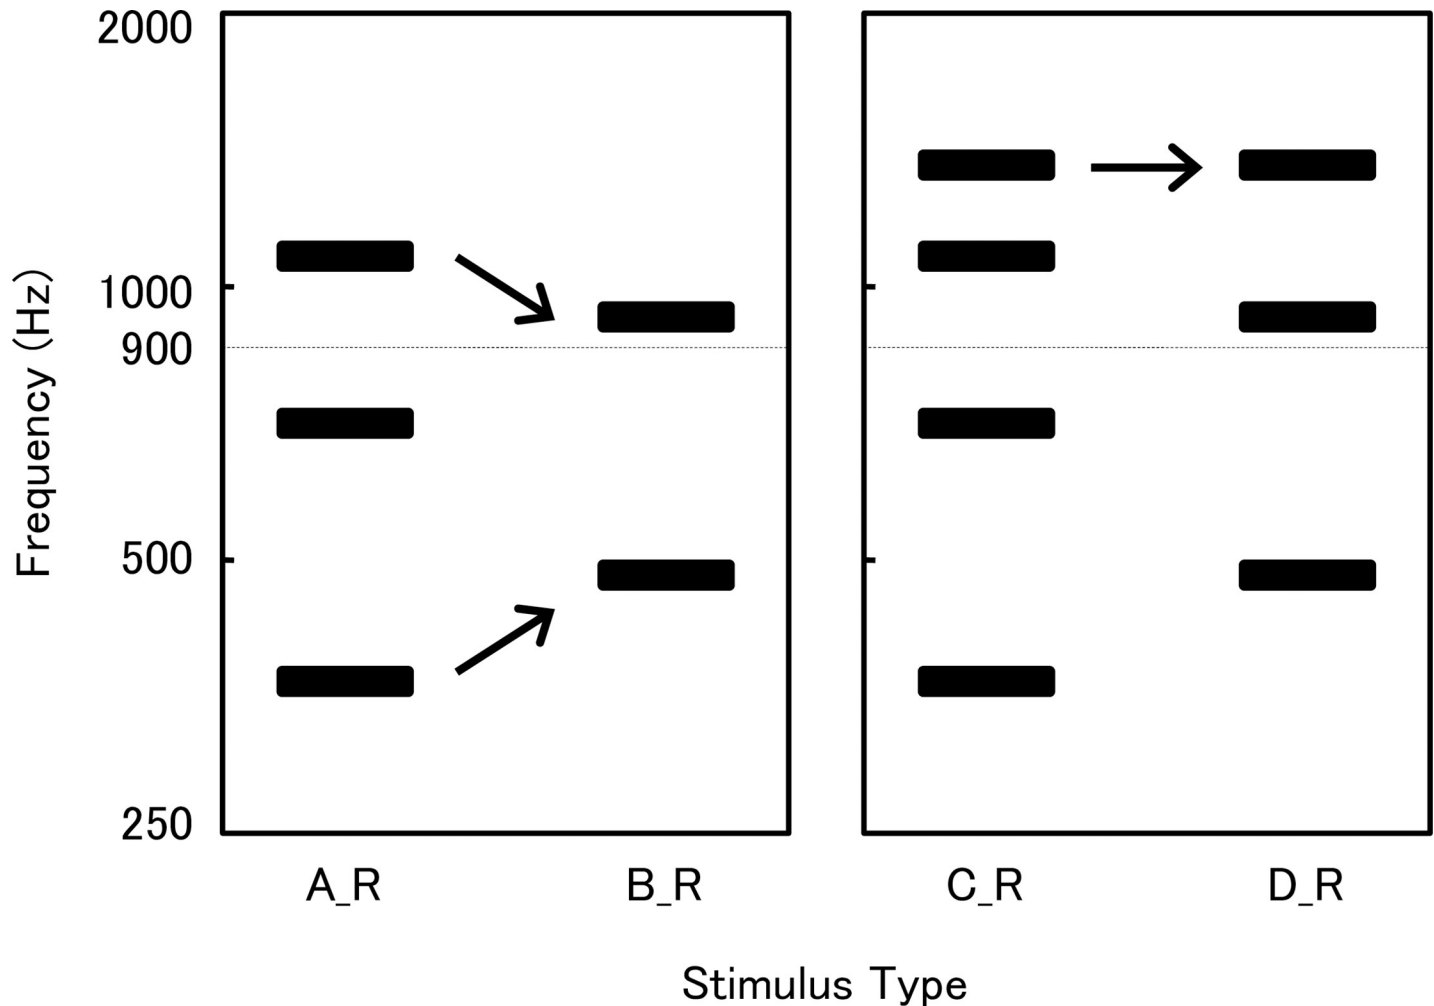 2000
1000
900
500
250
Frequency (Hz)
A_R
B_R
C_R
D_R
Stimulus Type